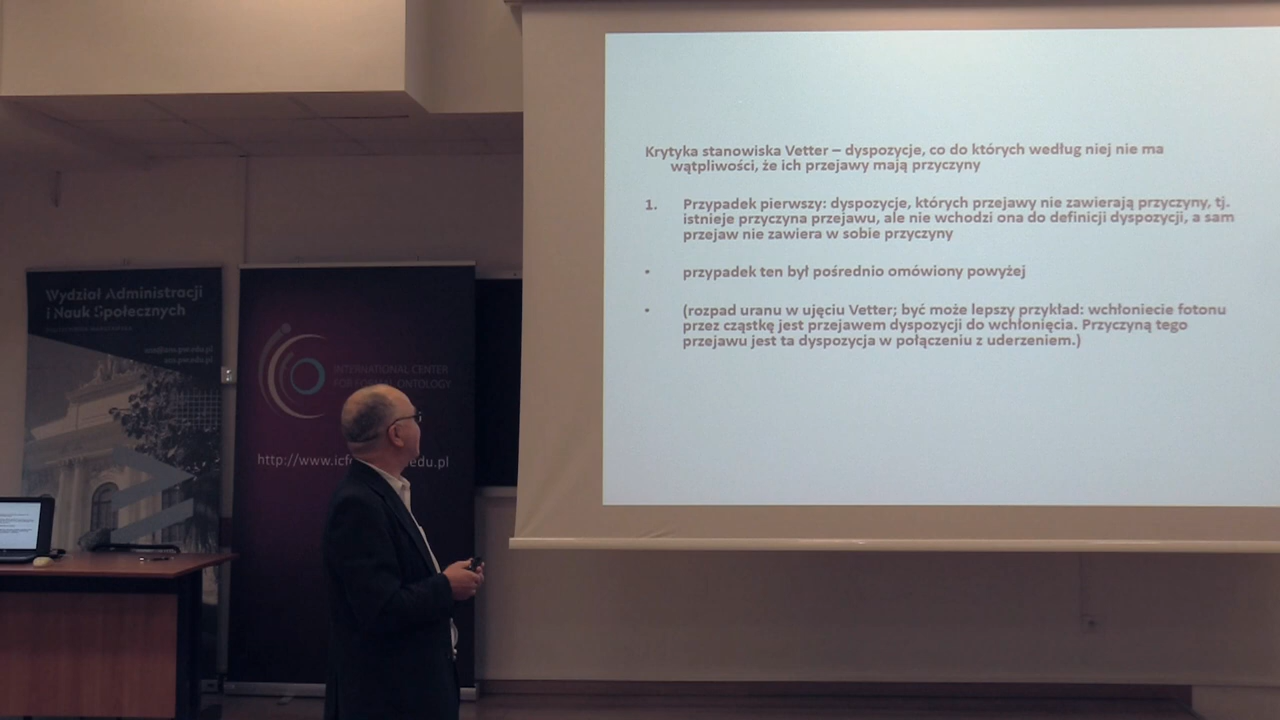 Krytyka stanowiska Vetter – dyspozycje, co do których według niej nie ma
wątpliwości, że ich przejawy mają przyczyny
1. Przypadek pierwszy: dyspozycje, których przejawy nie zawierają przyczyny, tj.
istnieje przyczyna przejawu, ale nie wchodzi ona do definicji dyspozycji, a sam
przejaw nie zawiera w sobie przyczyny
• przypadek ten był pośrednio omówiony powyżej
• (rozpad uranu w ujęciu Vetter; być może lepszy przykład: wchłoniecie fotonu
przez cząstkę jest przejawem dyspozycji do wchłonięcia. Przyczyną tego
przejawu jest ta dyspozycja w połączeniu z uderzeniem.)
Wydział Administracji
i Nauk Społecznych
INTERNATIONAL CENTER
FOR FORMAL ONTOLOGY
http://www.icf edu.pl